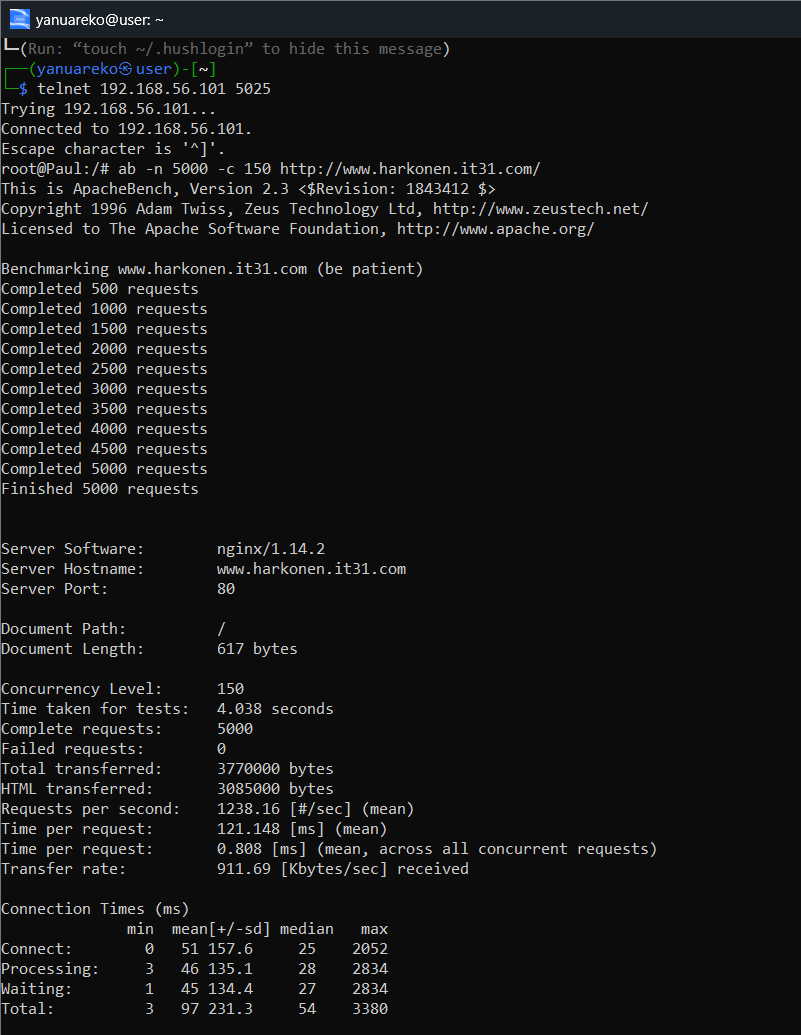 yanuareko@user: ~
└─(Run: “touch ~/.hushlogin” to hide this message)
┌──(yanuareko㉿user)-[~]
└─$ telnet 192.168.56.101 5025
Trying 192.168.56.101...
Connected to 192.168.56.101.
Escape character is '^]'.
root@Paul:/# ab -n 5000 -c 150 http://www.harkonen.it31.com/
This is ApacheBench, Version 2.3 <$Revision: 1843412 $>
Copyright 1996 Adam Twiss, Zeus Technology Ltd, http://www.zeustech.net/
Licensed to The Apache Software Foundation, http://www.apache.org/

Benchmarking www.harkonen.it31.com (be patient)
Completed 500 requests
Completed 1000 requests
Completed 1500 requests
Completed 2000 requests
Completed 2500 requests
Completed 3000 requests
Completed 3500 requests
Completed 4000 requests
Completed 4500 requests
Completed 5000 requests
Finished 5000 requests


Server Software:        nginx/1.14.2
Server Hostname:        www.harkonen.it31.com
Server Port:            80

Document Path:          /
Document Length:        617 bytes

Concurrency Level:      150
Time taken for tests:   4.038 seconds
Complete requests:      5000
Failed requests:        0
Total transferred:      3770000 bytes
HTML transferred:       3085000 bytes
Requests per second:    1238.16 [#/sec] (mean)
Time per request:       121.148 [ms] (mean)
Time per request:       0.808 [ms] (mean, across all concurrent requests)
Transfer rate:          911.69 [Kbytes/sec] received

Connection Times (ms)
              min  mean[+/-sd] median   max
Connect:        0   51 157.6     25    2052
Processing:     3   46 135.1     28    2834
Waiting:        1   45 134.4     27    2834
Total:          3   97 231.3     54    3380